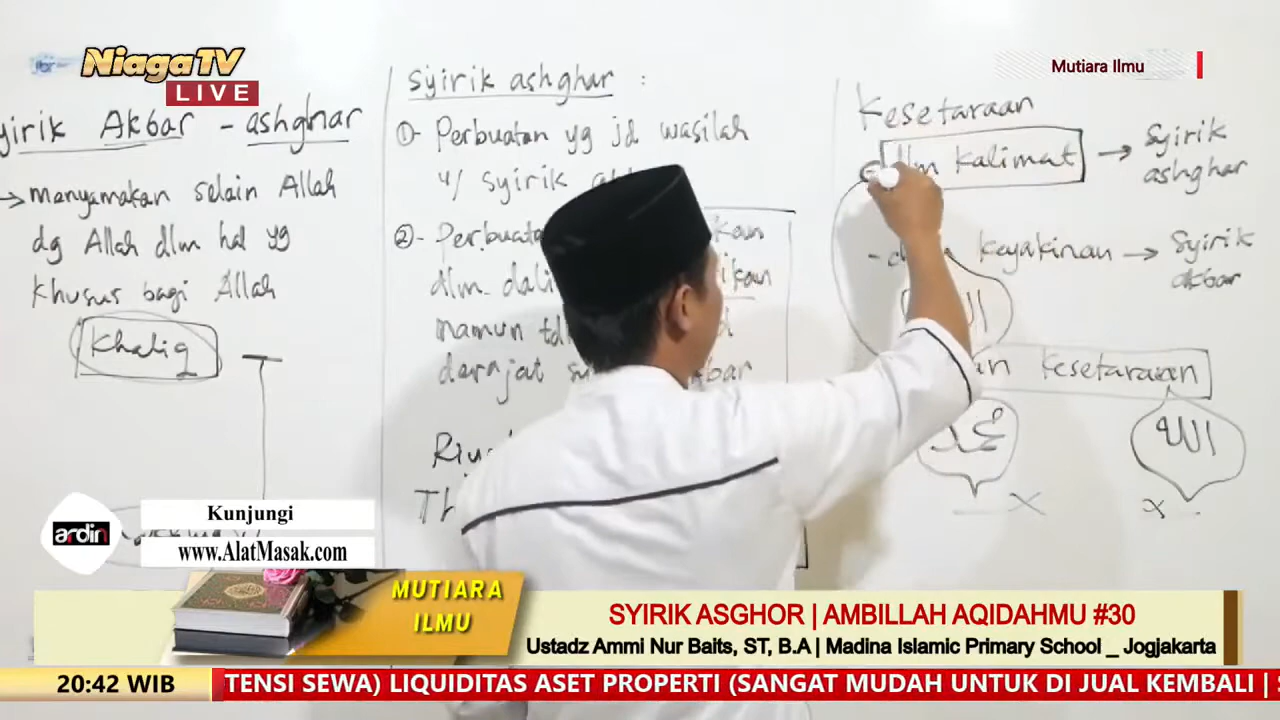 NiagaTV
LIVE
Mutiara Ilmu
yirik Akbar - ashghar
→ menyamakan selain Allah
dg Allah dlm hal yg
khusus bagi Allah
Khaliq
syirik ashghar :
①- Perbuatan yg jd wasilah
u/ syirik
②- Perbuatan
dlm dalil
namun
derajat
Kesetaraan
dlm kalimat → Syirik
ashghar
- keyakinan → Syirik
akbar
kesetaraan
الله
x
x
Kunjungi
ardin
www.AlatMasak.com
MUTIARA
ILMU
SYIRIK ASGHOR | AMBILLAH AQIDAHMU #30
Ustadz Ammi Nur Baits, ST, B.A | Madina Islamic Primary School _ Jogjakarta
20:42 WIB
TENSI SEWA) LIQUIDITAS ASET PROPERTI (SANGAT MUDAH UNTUK DI JUAL KEMBALI |